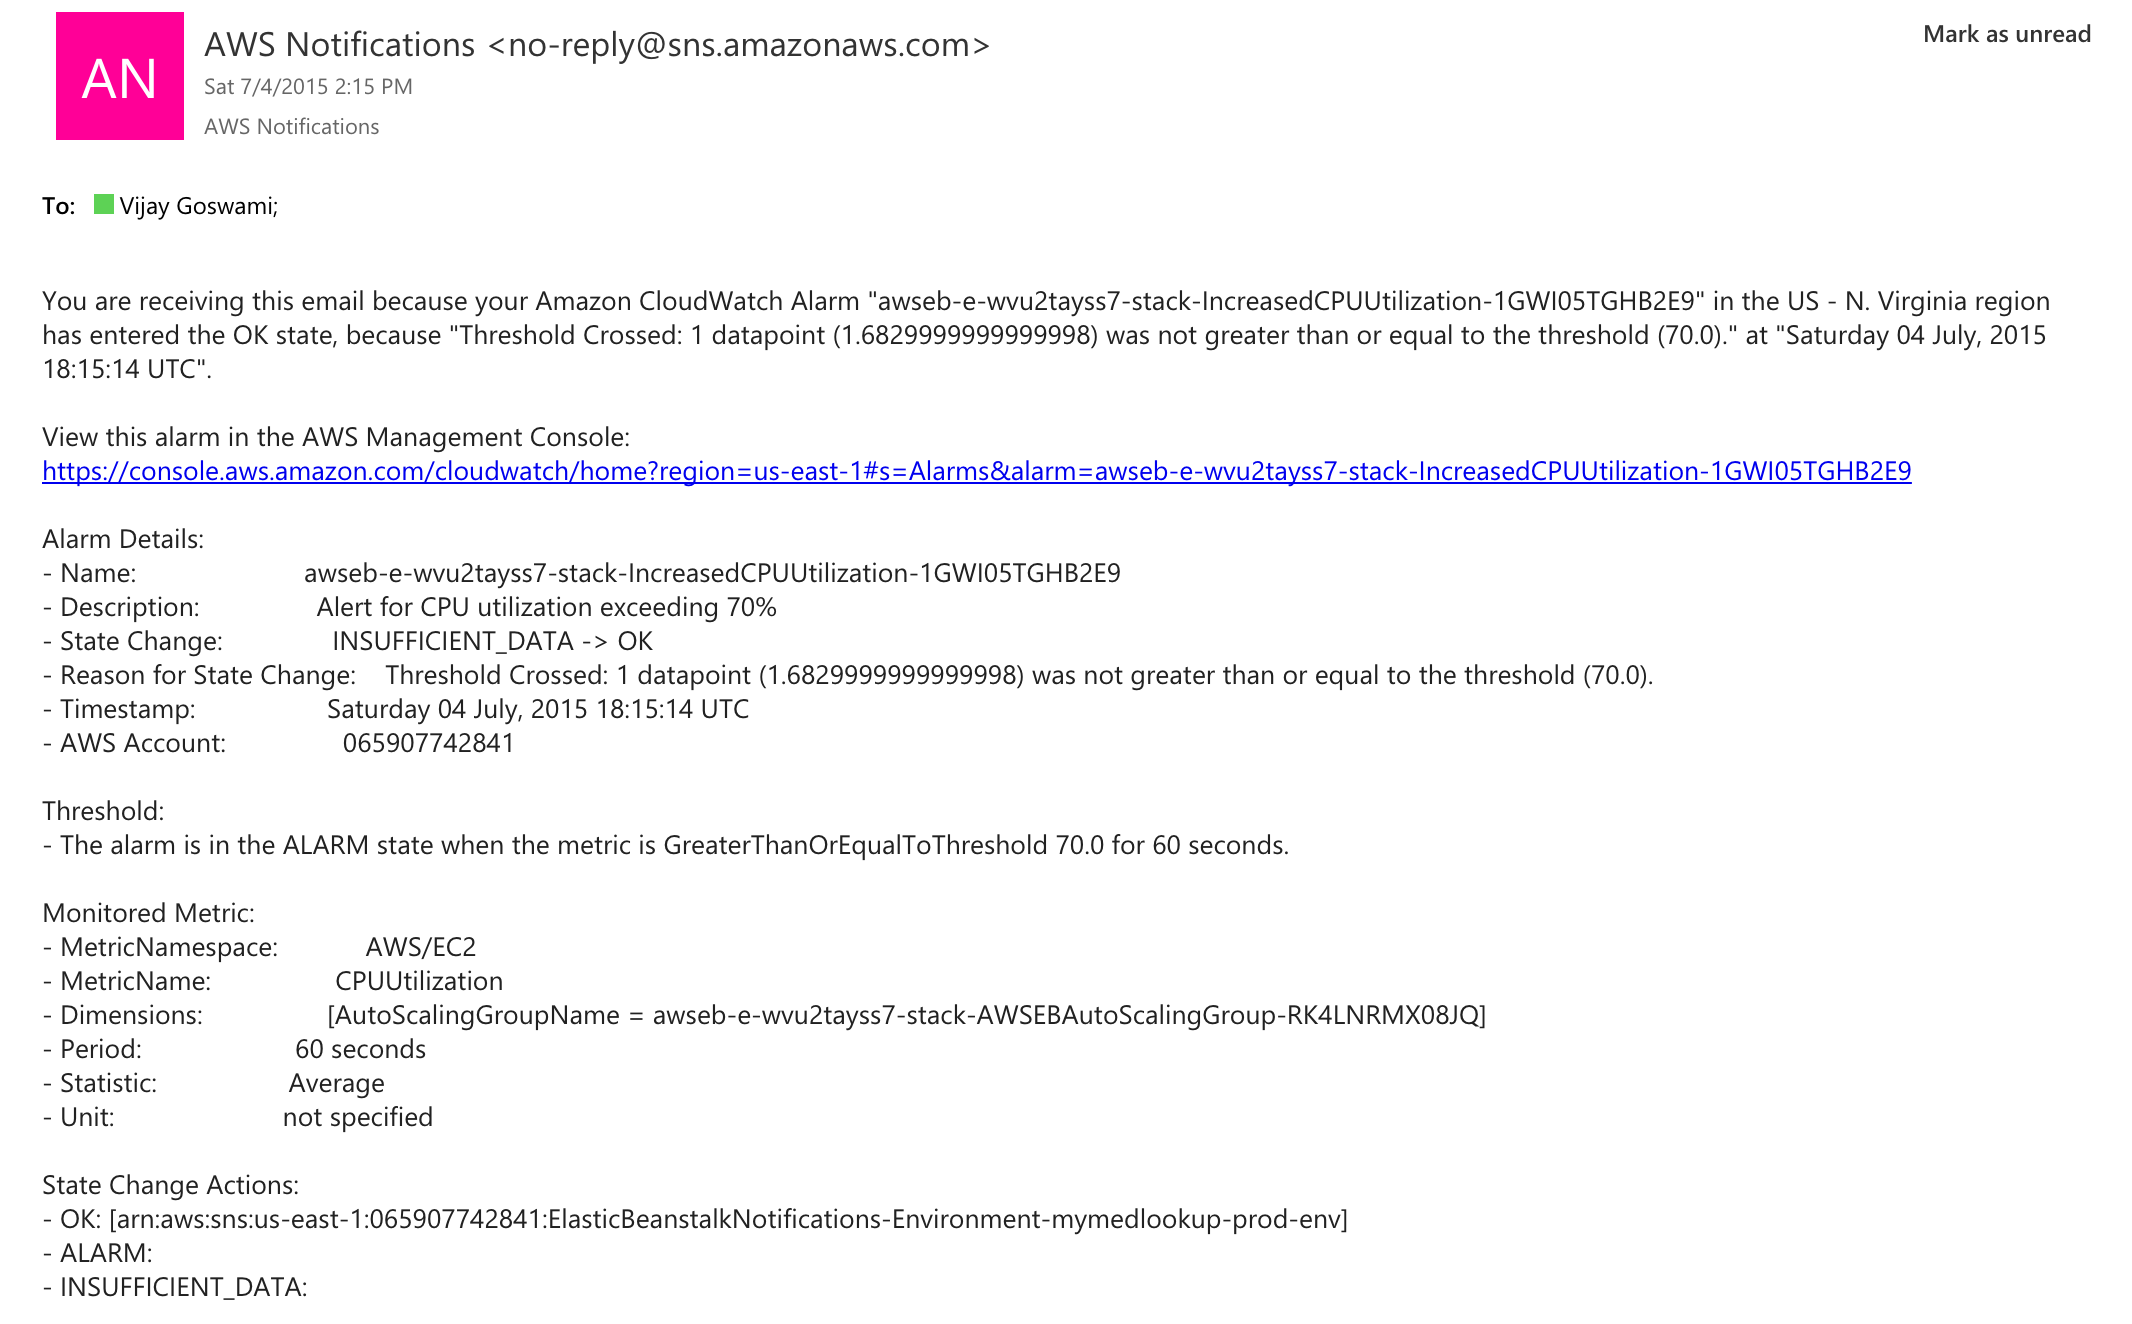 AN
AWS Notifications <no-reply@sns.amazonaws.com>
Mark as unread
Sat 7/4/2015 2:15 PM
AWS Notifications
To: Vijay Goswami;
You are receiving this email because your Amazon CloudWatch Alarm "awseb-e-wvu2tayss7-stack-IncreasedCPUUtilization-1GWI05TGHB2E9" in the US - N. Virginia region
has entered the OK state, because "Threshold Crossed: 1 datapoint (1.6829999999999998) was not greater than or equal to the threshold (70.0)." at "Saturday 04 July, 2015
18:15:14 UTC".
View this alarm in the AWS Management Console:
https://console.aws.amazon.com/cloudwatch/home?region=us-east-1#s=Alarms&alarm=awseb-e-wvu2tayss7-stack-IncreasedCPUUtilization-1GWI05TGHB2E9
Alarm Details:
- Name: awseb-e-wvu2tayss7-stack-IncreasedCPUUtilization-1GWI05TGHB2E9
- Description: Alert for CPU utilization exceeding 70%
- State Change: INSUFFICIENT_DATA -> OK
- Reason for State Change: Threshold Crossed: 1 datapoint (1.6829999999999998) was not greater than or equal to the threshold (70.0).
- Timestamp: Saturday 04 July, 2015 18:15:14 UTC
- AWS Account: 065907742841
Threshold:
- The alarm is in the ALARM state when the metric is GreaterThanOrEqualToThreshold 70.0 for 60 seconds.
Monitored Metric:
- MetricNamespace: AWS/EC2
- MetricName: CPUUtilization
- Dimensions: [AutoScalingGroupName = awseb-e-wvu2tayss7-stack-AWSEBAutoScalingGroup-RK4LNRMX08JQ]
- Period: 60 seconds
- Statistic: Average
- Unit: not specified
State Change Actions:
- OK: [arn:aws:sns:us-east-1:065907742841:ElasticBeanstalkNotifications-Environment-mymedlookup-prod-env]
- ALARM:
- INSUFFICIENT_DATA: